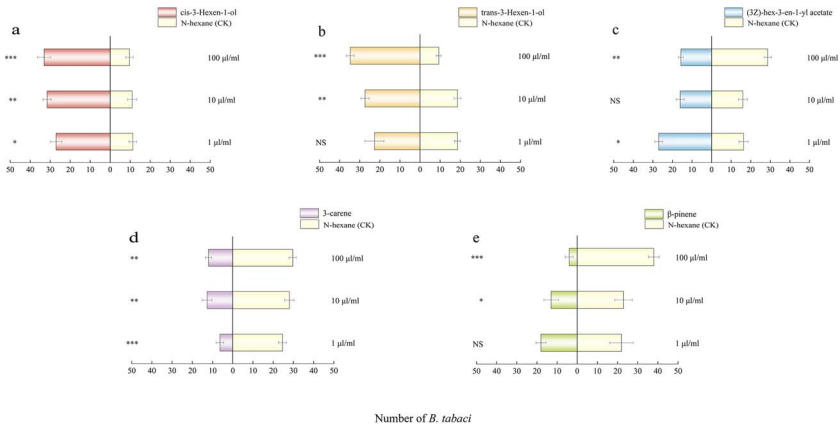 a
cis-3-Hexen-1-ol
N-hexane (CK)
*** 100 μl/ml
** 10 μl/ml
* 1 μl/ml
50 40 30 20 10 0 10 20 30 40 50
b
trans-3-Hexen-1-ol
N-hexane (CK)
*** 100 μl/ml
** 10 μl/ml
NS 1 μl/ml
50 40 30 20 10 0 10 20 30 40 50
c
(3Z)-hex-3-en-1-yl acetate
N-hexane (CK)
** 100 μl/ml
NS 10 μl/ml
* 1 μl/ml
50 40 30 20 10 0 10 20 30 40 50
d
3-carene
N-hexane (CK)
** 100 μl/ml
** 10 μl/ml
*** 1 μl/ml
50 40 30 20 10 0 10 20 30 40 50
e
β-pinene
N-hexane (CK)
*** 100 μl/ml
* 10 μl/ml
NS 1 μl/ml
50 40 30 20 10 0 10 20 30 40 50
Number of B. tabaci